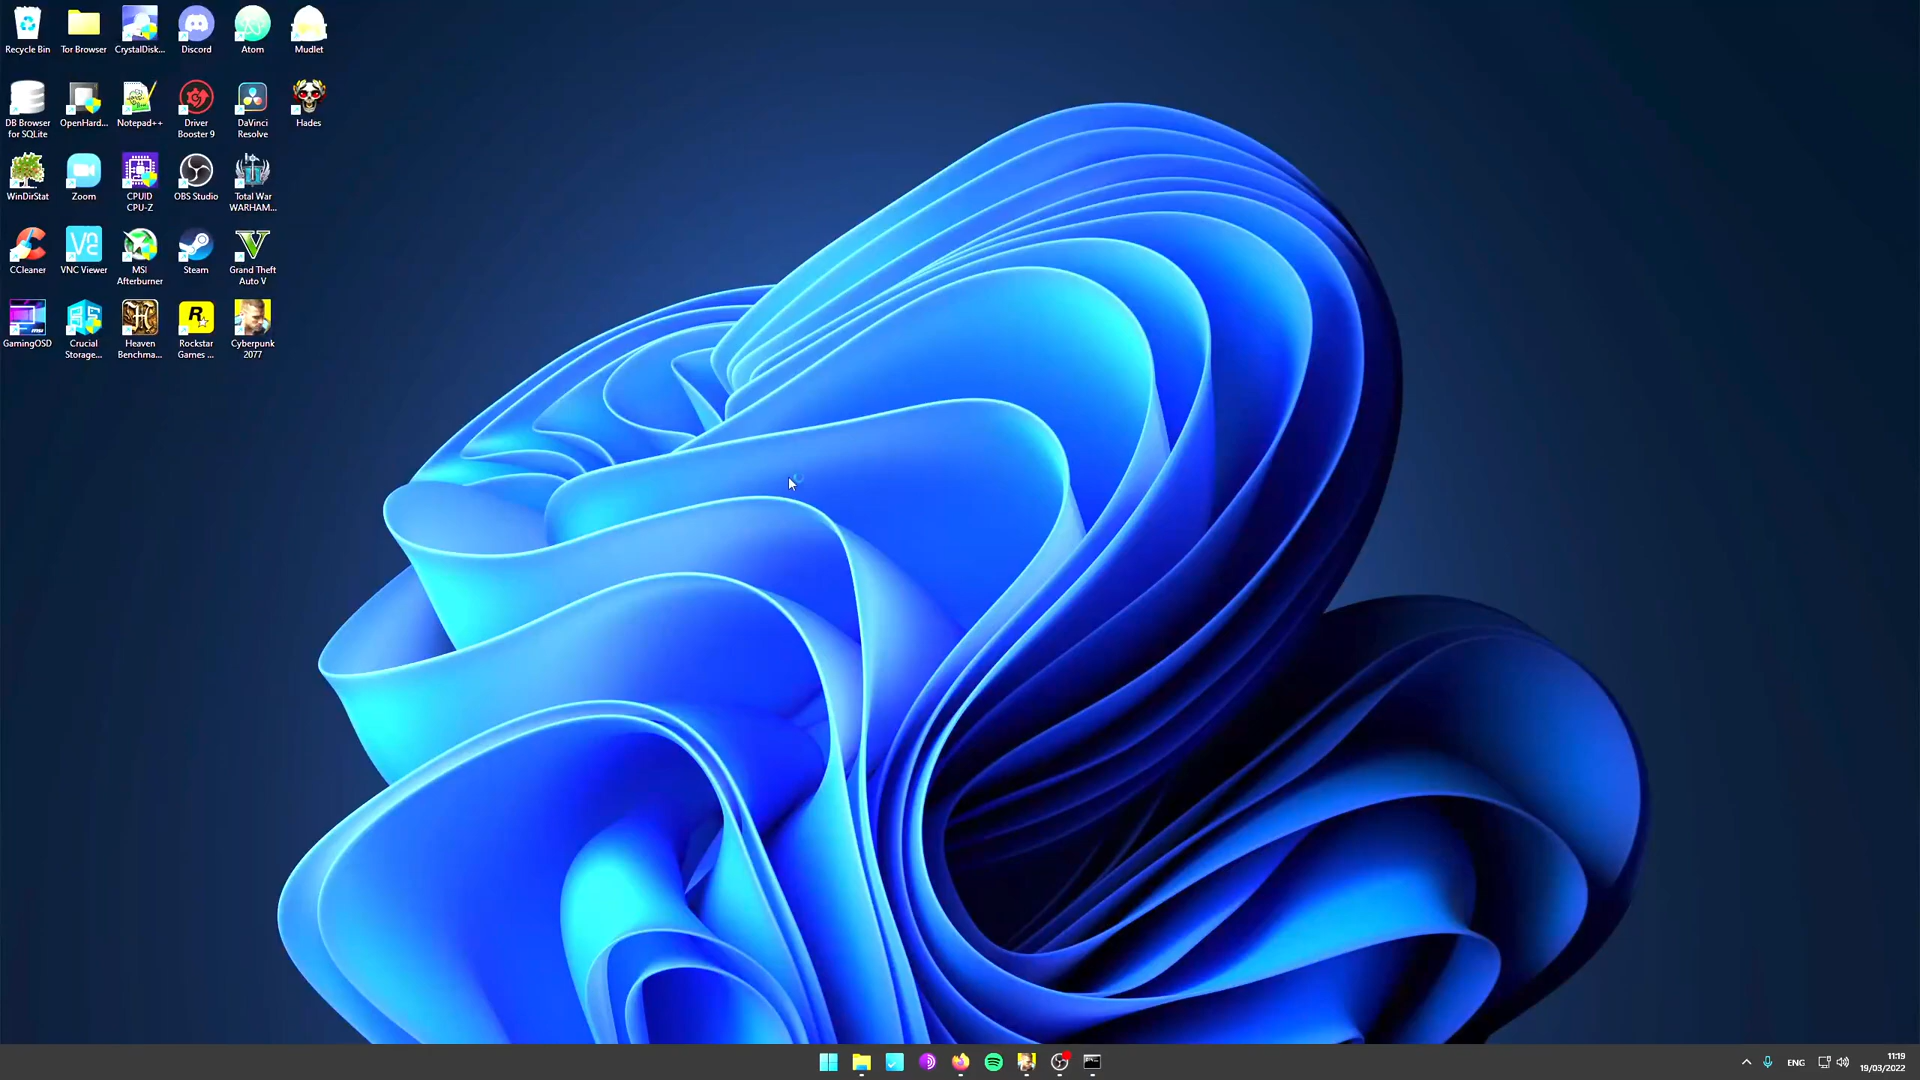 Recycle Bin
Tor Browser
CrystalDisk...
Discord
Atom
Mudlet
DB Browser
for SQLite
OpenHard...
Notepad++
Driver
Booster 9
DaVinci
Resolve
Hades
WinDirStat
Zoom
CPUID
CPU-Z
OBS Studio
Total War
WARHAM...
CCleaner
VNC Viewer
MSI
Afterburner
Steam
Grand Theft
Auto V
GamingOSD
Crucial
Storage...
Heaven
Benchma...
Rockstar
Games ...
Cyberpunk
2077
ENG
11:19
19/03/2022